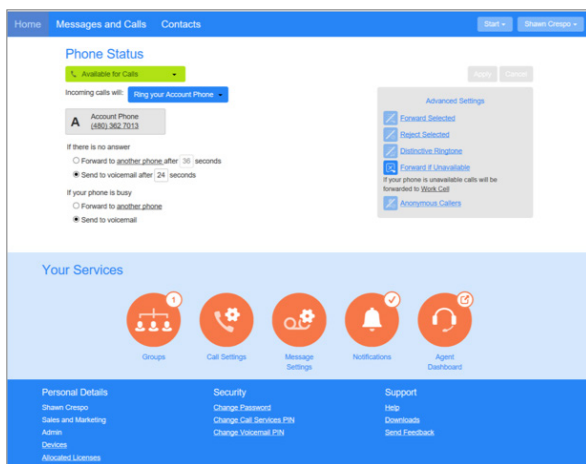 Home Messages and Calls Contacts Start Shawn Crespo
Phone Status
Available for Calls Apply Cancel
Incoming calls will: Ring your Account Phone
A Account Phone
(480) 362 7013
If there is no answer
Forward to another phone after 36 seconds
Send to voicemail after 24 seconds
If your phone is busy
Forward to another phone
Send to voicemail
Advanced Settings
Forward Selected
Reject Selected
Distinctive Ringtone
Forward if Unavailable
If your phone is unavailable calls will be
forwarded to Work Cell
Anonymous Callers
Your Services
1
Groups Call Settings Message Notifications Agent
Settings Dashboard
Personal Details Security Support
Shawn Crespo Change Password Help
Sales and Marketing Change Call Services PIN Downloads
Admin Change Voicemail PIN Send Feedback
Devices
Allocated Licenses